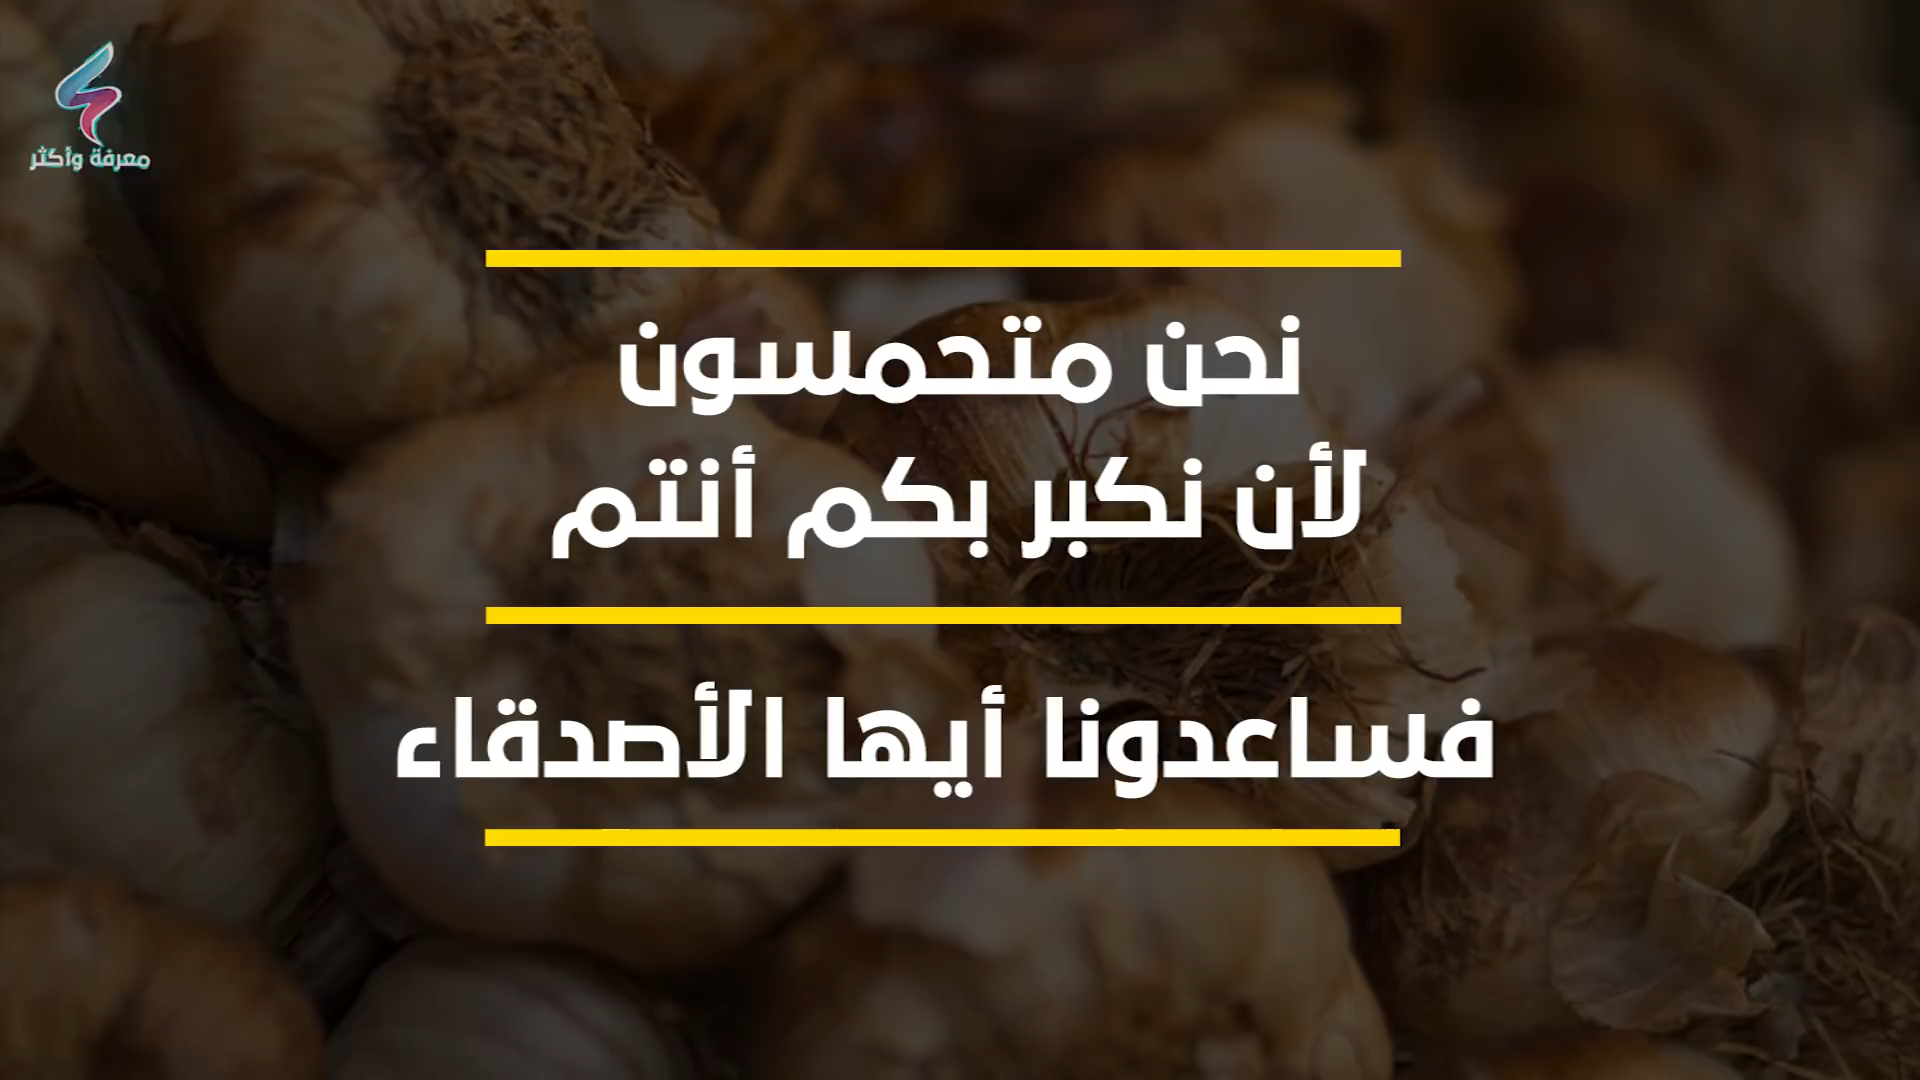 معرفة وأكثر
نحن متحمسون
لأن نكبر بكم أنتم
فساعدونا أيها الأصدقاء